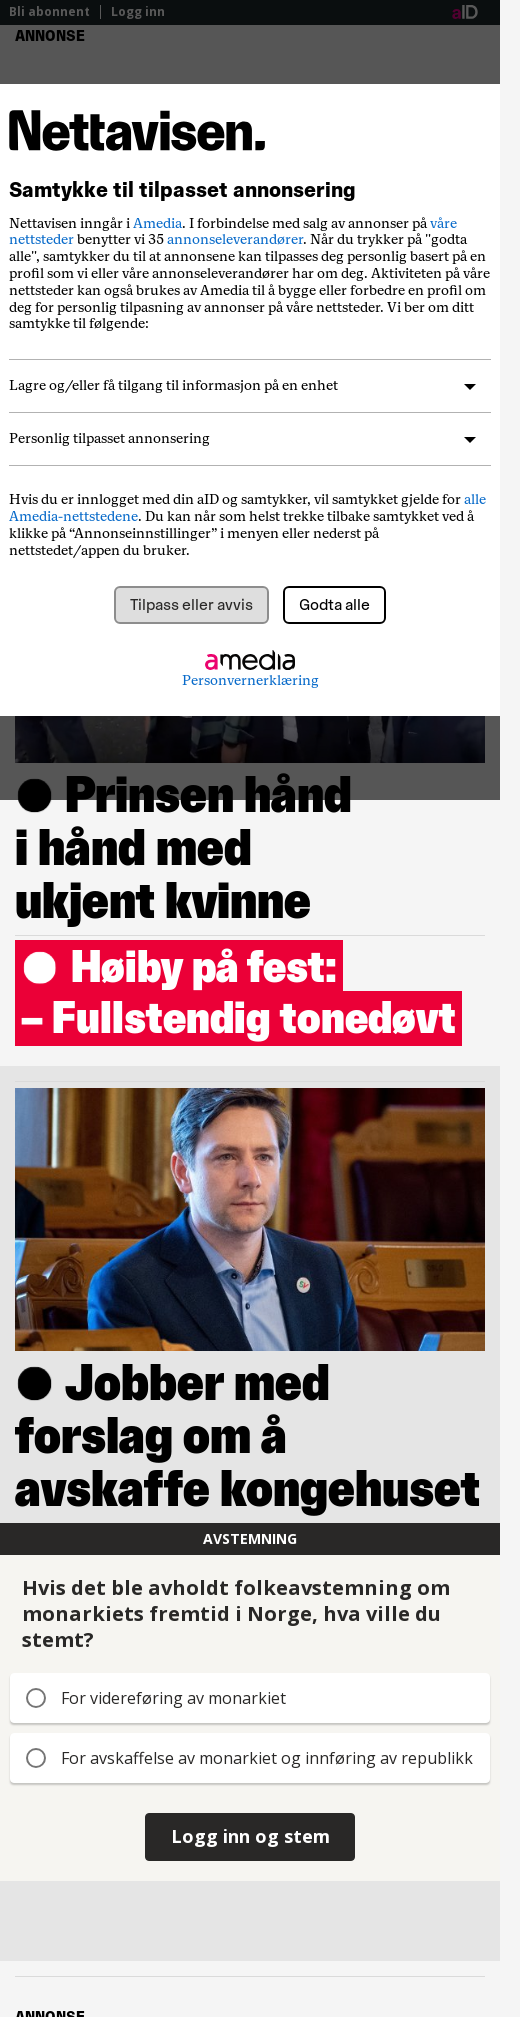 Bli abonnent | Logg inn aID
ANNONSE
Nettavisen.
Samtykke til tilpasset annonsering
Nettavisen inngår i Amedia. I forbindelse med salg av annonser på våre
nettsteder benytter vi 35 annonseleverandører. Når du trykker på "godta
alle", samtykker du til at annonsene kan tilpasses deg personlig basert på en
profil som vi eller våre annonseleverandører har om deg. Aktiviteten på våre
nettsteder kan også brukes av Amedia til å bygge eller forbedre en profil om
deg for personlig tilpasning av annonser på våre nettsteder. Vi ber om ditt
samtykke til følgende:
Lagre og/eller få tilgang til informasjon på en enhet
Personlig tilpasset annonsering
Hvis du er innlogget med din aID og samtykker, vil samtykket gjelde for alle
Amedia-nettstedene. Du kan når som helst trekke tilbake samtykket ved å
klikke på “Annonseinnstillinger” i menyen eller nederst på
nettstedet/appen du bruker.
Tilpass eller avvis Godta alle
amedia
Personvernerklæring
● Prinsen hånd
i hånd med
ukjent kvinne
● Høiby på fest:
– Fullstendig tonedøvt
● Jobber med
forslag om å
avskaffe kongehuset
AVSTEMNING
Hvis det ble avholdt folkeavstemning om
monarkiets fremtid i Norge, hva ville du
stemt?
For videreføring av monarkiet
For avskaffelse av monarkiet og innføring av republikk
Logg inn og stem
ANNONSE